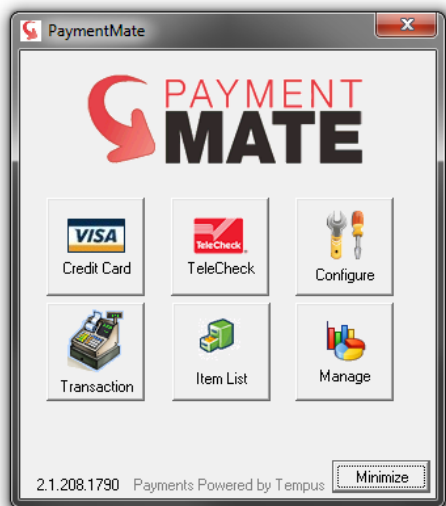 PaymentMate
PAYMENT
MATE
VISA
Credit Card
TeleCheck
TeleCheck
Configure
Transaction
Item List
Manage
2.1.208.1790 Payments Powered by Tempus Minimize